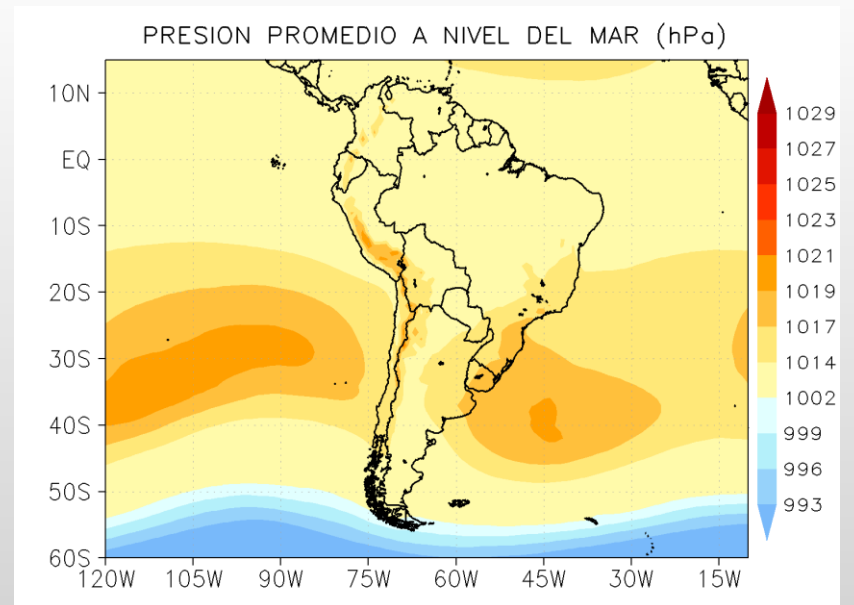 PRESION PROMEDIO A NIVEL DEL MAR (hPa)
10N
EQ
10S
20S
30S
40S
50S
60S
120W 105W 90W 75W 60W 45W 30W 15W
1029
1027
1025
1023
1021
1019
1017
1014
1002
999
996
993